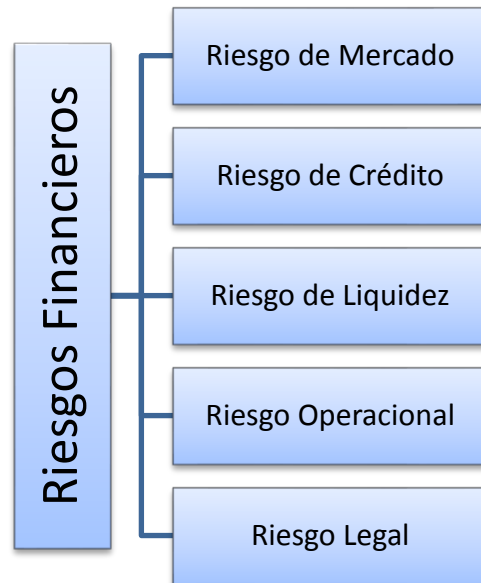 Riesgos Financieros
Riesgo de Mercado
Riesgo de Crédito
Riesgo de Liquidez
Riesgo Operacional
Riesgo Legal